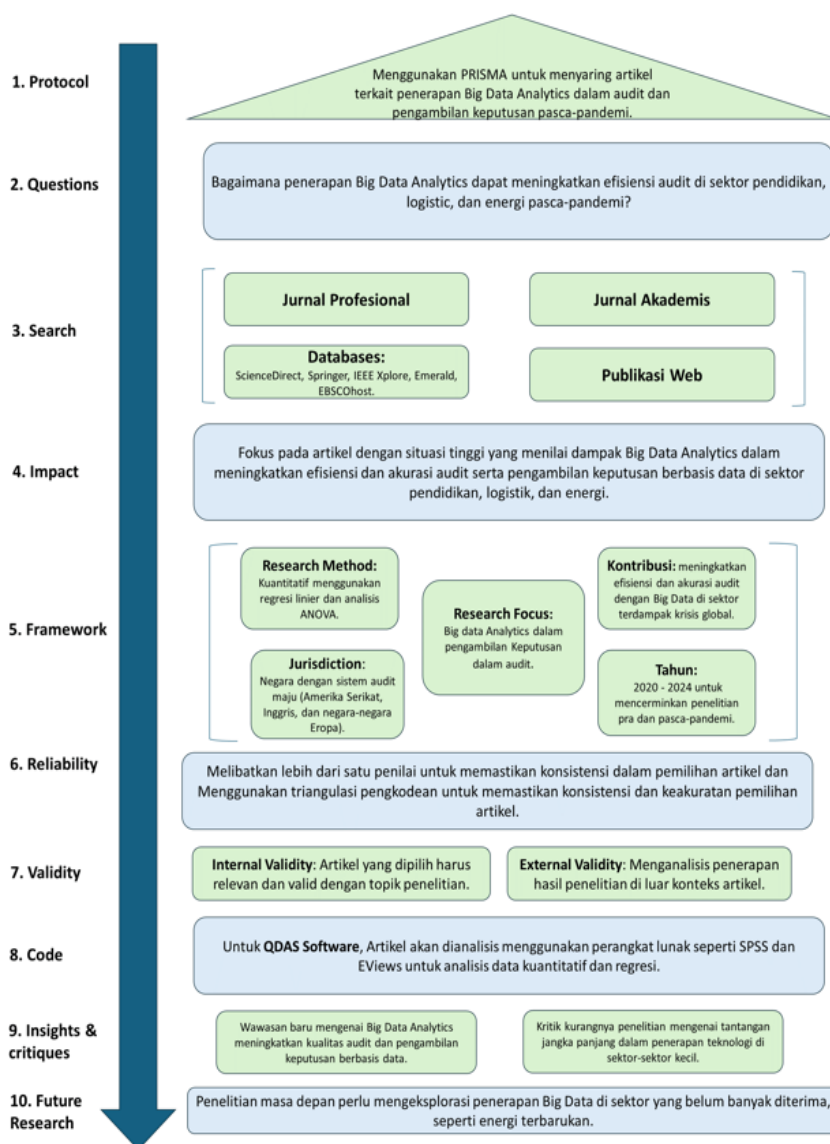 1. Protocol
Menggunakan PRISMA untuk menyaring artikel
terkait penerapan Big Data Analytics dalam audit dan
pengambilan keputusan pasca-pandemi.
2. Questions
Bagaimana penerapan Big Data Analytics dapat meningkatkan efisiensi audit di sektor pendidikan,
logistic, dan energi pasca-pandemi?
3. Search
Jurnal Profesional
Jurnal Akademis
Databases:
ScienceDirect, Springer, IEEE Xplore, Emerald,
EBSCOhost.
Publikasi Web
4. Impact
Fokus pada artikel dengan situasi tinggi yang menilai dampak Big Data Analytics dalam
meningkatkan efisiensi dan akurasi audit serta pengambilan keputusan berbasis data di sektor
pendidikan, logistik, dan energi.
5. Framework
Research Method:
Kuantitatif menggunakan
regresi linier dan analisis
ANOVA.
Jurisdiction:
Negara dengan sistem audit
maju (Amerika Serikat,
Inggris, dan negara-negara
Eropa).
Research Focus:
Big data Analytics dalam
pengambilan Keputusan
dalam audit.
Kontribusi: meningkatkan
efisiensi dan akurasi audit
dengan Big Data di sektor
terdampak krisis global.
Tahun:
2020 - 2024 untuk
mencerminkan penelitian
pra dan pasca-pandemi.
6. Reliability
Melibatkan lebih dari satu penilai untuk memastikan konsistensi dalam pemilihan artikel dan
Menggunakan triangulasi pengkodean untuk memastikan konsistensi dan keakuratan pemilihan
artikel.
7. Validity
Internal Validity: Artikel yang dipilih harus
relevan dan valid dengan topik penelitian.
External Validity: Menganalisis penerapan
hasil penelitian di luar konteks artikel.
8. Code
Untuk QDAS Software, Artikel akan dianalisis menggunakan perangkat lunak seperti SPSS dan
EViews untuk analisis data kuantitatif dan regresi.
9. Insights &
critiques
Wawasan baru mengenai Big Data Analytics
meningkatkan kualitas audit dan pengambilan
keputusan berbasis data.
Kritik kurangnya penelitian mengenai tantangan
jangka panjang dalam penerapan teknologi di
sektor-sektor kecil.
10. Future
Research
Penelitian masa depan perlu mengeksplorasi penerapan Big Data di sektor yang belum banyak diterima,
seperti energi terbarukan.